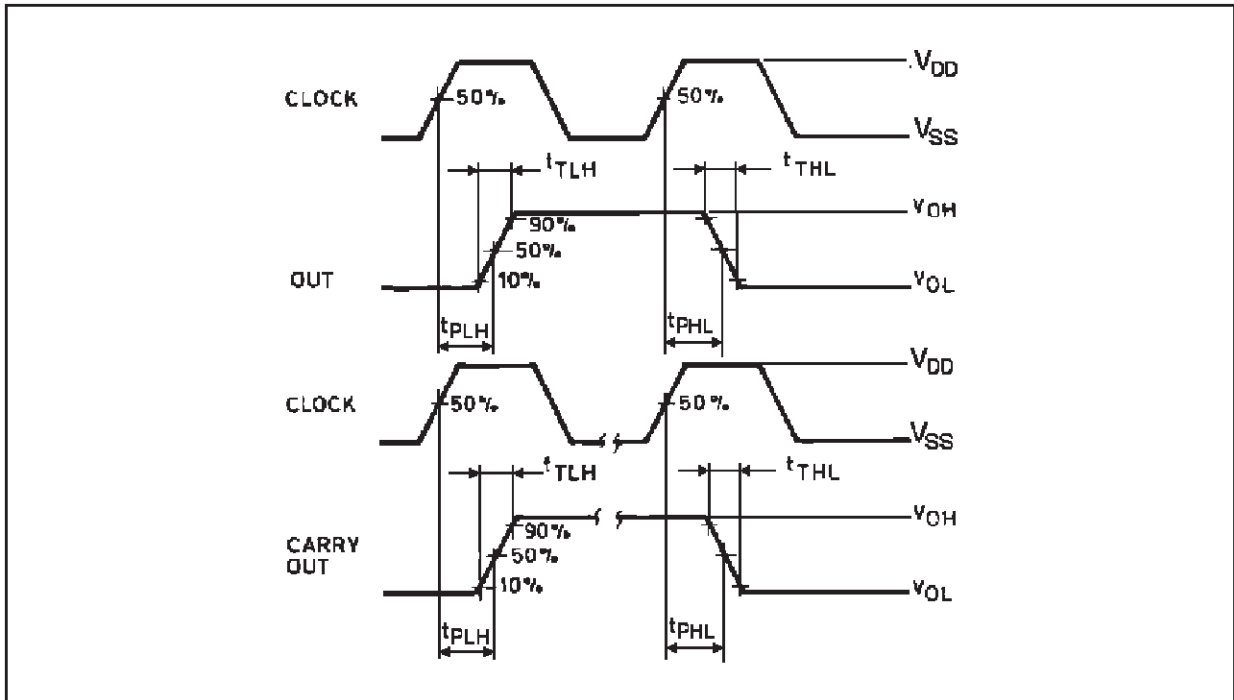 VDD
CLOCK
50%
50%
VSS
tTLH
tTHL
VOH
90%
50%
OUT
10%
VOL
tPLH
tPHL
VDD
CLOCK
50%
50%
VSS
tTLH
tTHL
VOH
90%
CARRY
OUT
50%
10%
VOL
tPLH
tPHL